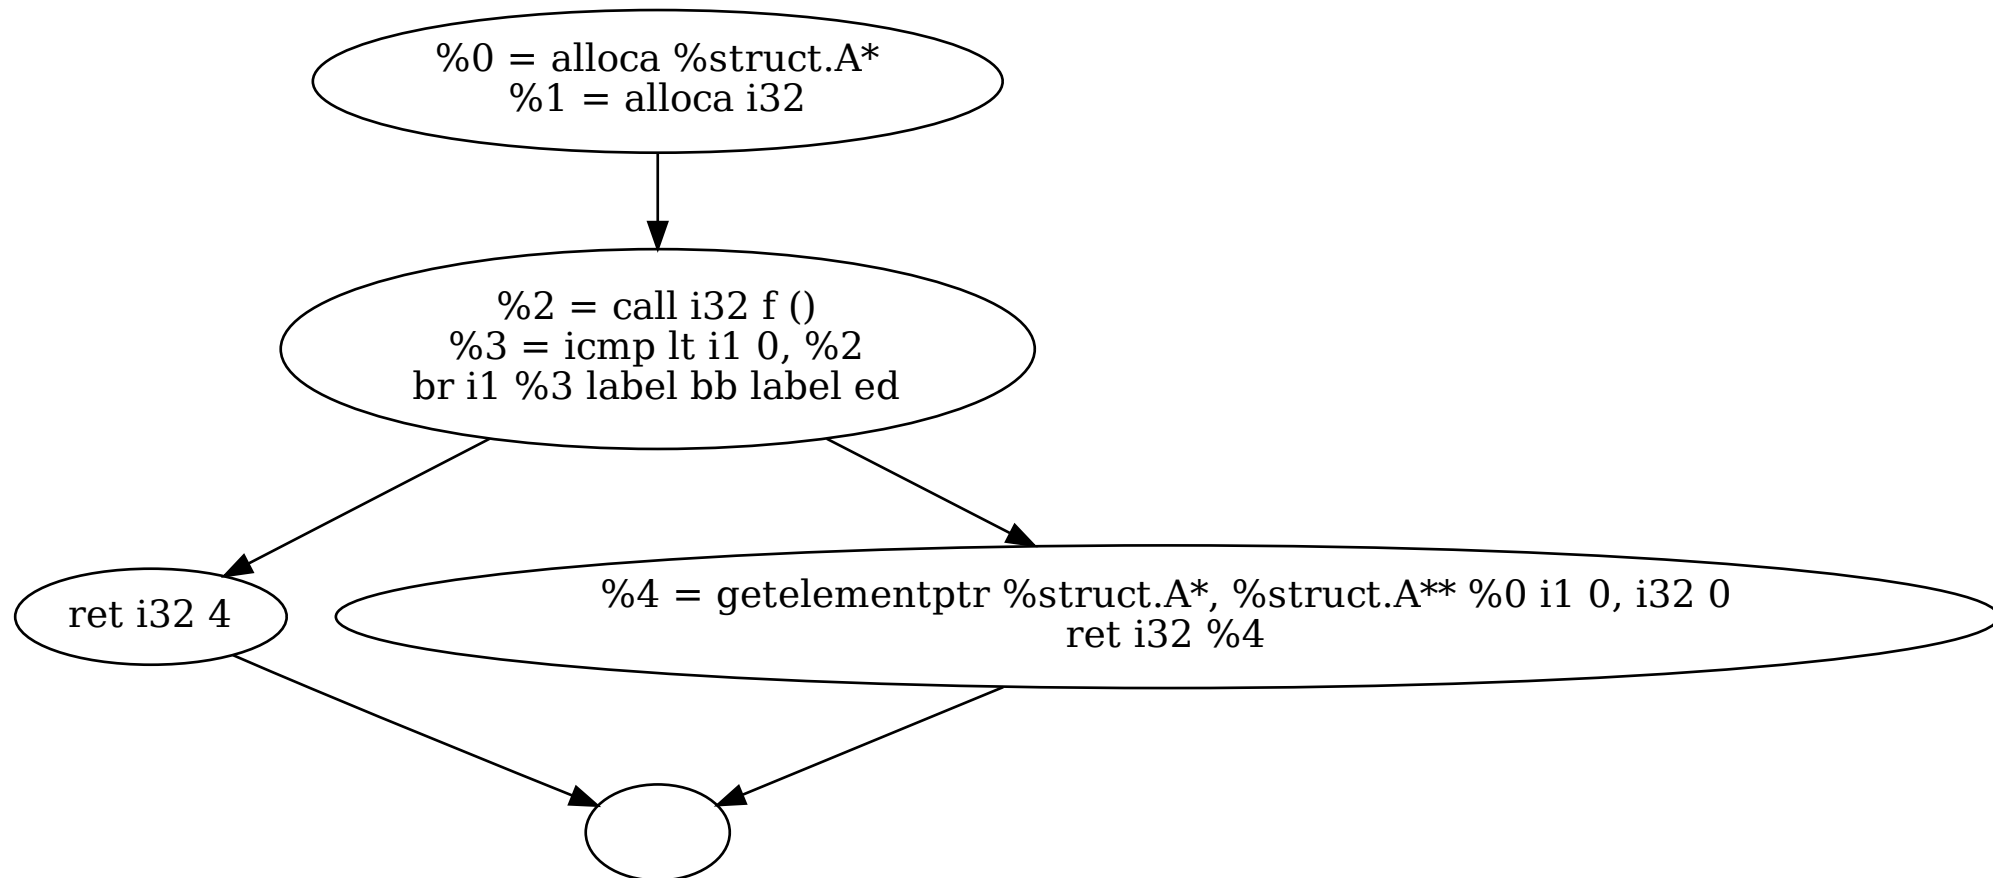 %0 = alloca %struct.A*
%1 = alloca i32
%2 = call i32 f ()
%3 = icmp lt i1 0, %2
br i1 %3 label bb label ed
ret i32 4
%4 = getelementptr %struct.A*, %struct.A** %0 i1 0, i32 0
ret i32 %4